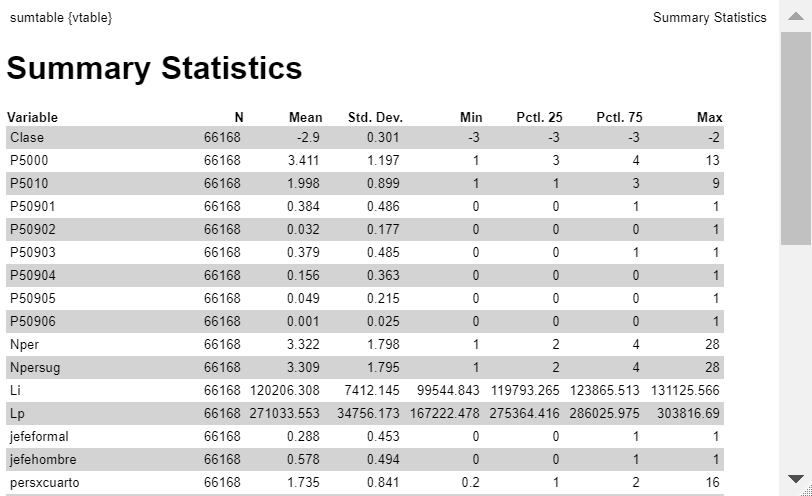 sumtable {vtable} Summary Statistics
Summary Statistics
Variable N Mean Std. Dev. Min Pctl. 25 Pctl. 75 Max
Clase 66168 -2.9 0.301 -3 -3 -3 -2
P5000 66168 3.411 1.197 1 3 4 13
P5010 66168 1.998 0.899 1 1 3 9
P50901 66168 0.384 0.486 0 0 1 1
P50902 66168 0.032 0.177 0 0 0 1
P50903 66168 0.379 0.485 0 0 1 1
P50904 66168 0.156 0.363 0 0 0 1
P50905 66168 0.049 0.215 0 0 0 1
P50906 66168 0.001 0.025 0 0 0 1
Nper 66168 3.322 1.798 1 2 4 28
Npersug 66168 3.309 1.795 1 2 4 28
Li 66168 120206.308 7412.145 99544.843 119793.265 123865.513 131125.566
Lp 66168 271033.553 34756.173 167222.478 275364.416 286025.975 303816.69
jefeformal 66168 0.288 0.453 0 0 1 1
jefehombre 66168 0.578 0.494 0 0 1 1
persxcuarto 66168 1.735 0.841 0.2 1 2 16